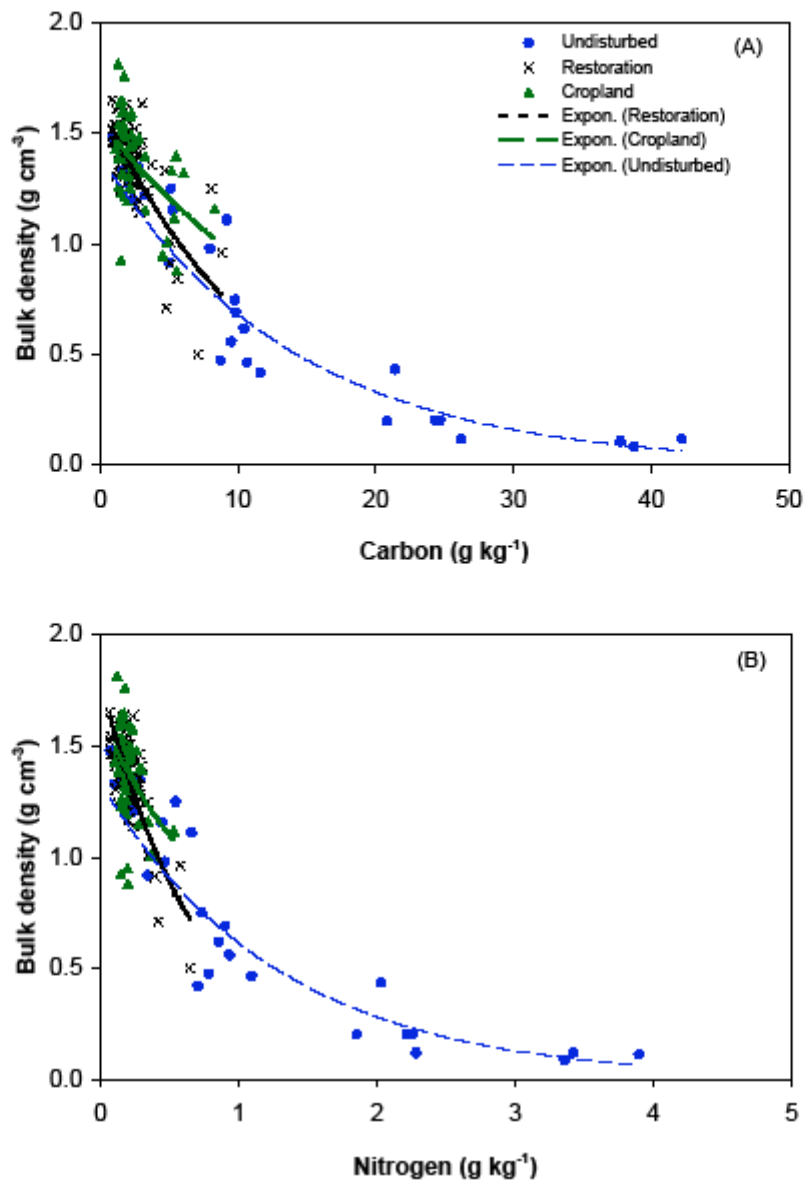 2.0
1.5
1.0
0.5
0.0
Bulk density (g cm⁻³)
(A)
Undisturbed
Restoration
Cropland
Expon. (Restoration)
Expon. (Cropland)
Expon. (Undisturbed)
0 10 20 30 40 50
Carbon (g kg⁻¹)
2.0
1.5
1.0
0.5
0.0
Bulk density (g cm⁻³)
(B)
0 1 2 3 4 5
Nitrogen (g kg⁻¹)